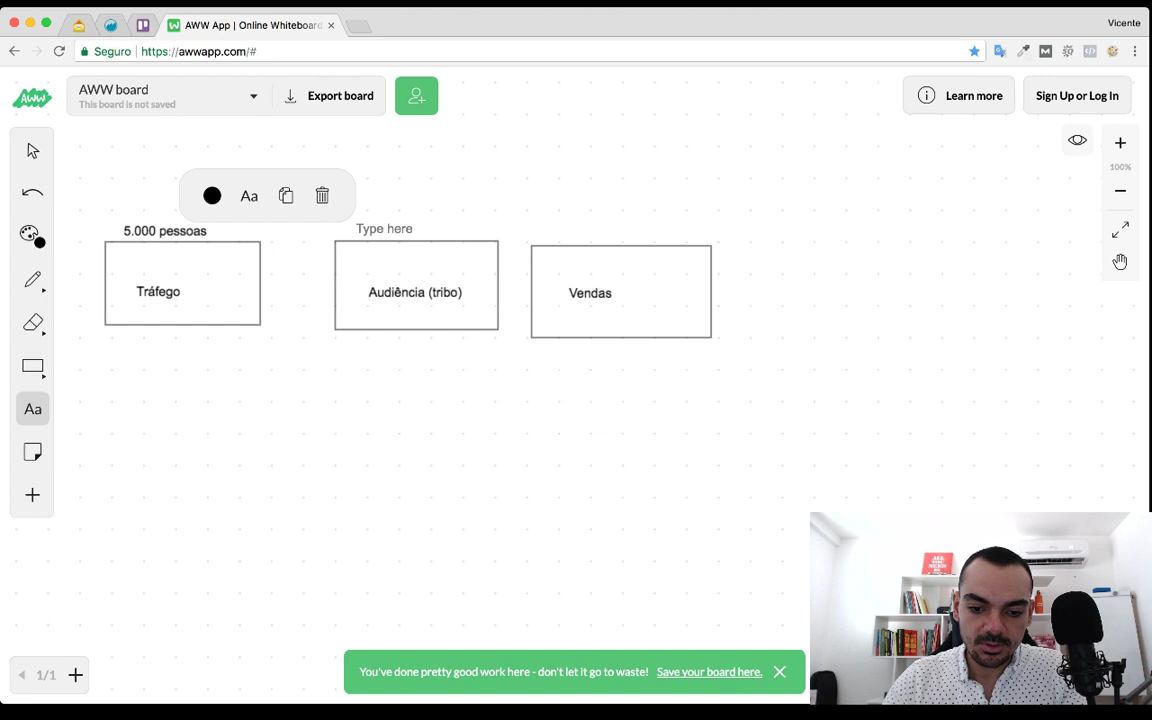 Vicente
AWW App | Online Whiteboard
Seguro
https://awwapp.com/#
AWW
AWW board
This board is not saved
Export board
Learn more
Sign Up or Log In
100%
Aa
5.000 pessoas
Type here
Tráfego
Audiência (tribo)
Vendas
Aa
1/1
You've done pretty good work here - don't let it go to waste! Save your board here.